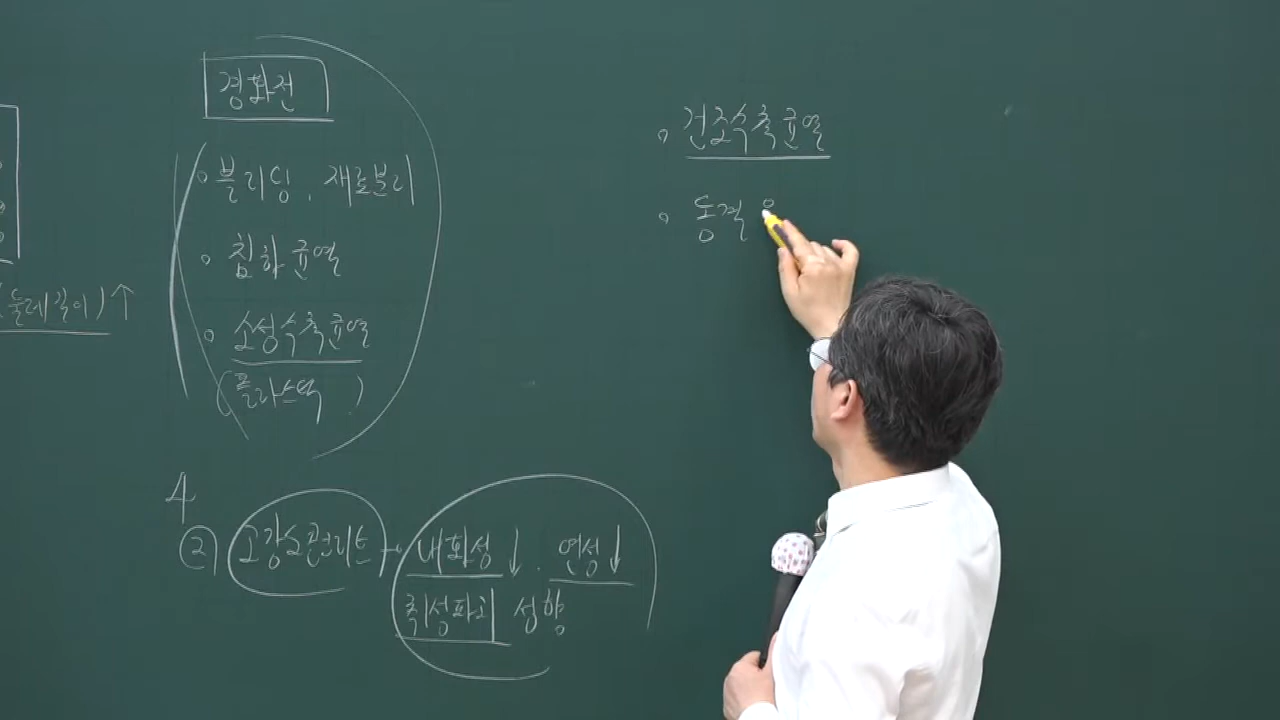 (둘레길이)↑
경화전
• 블리딩, 재료분리
• 침하균열
• 소성수축균열
(플라스틱 )
4
② 고강도콘크리트 → 내화성↓. 연성↓
취성파괴 성향
• 건조수축균열
• 동격 응